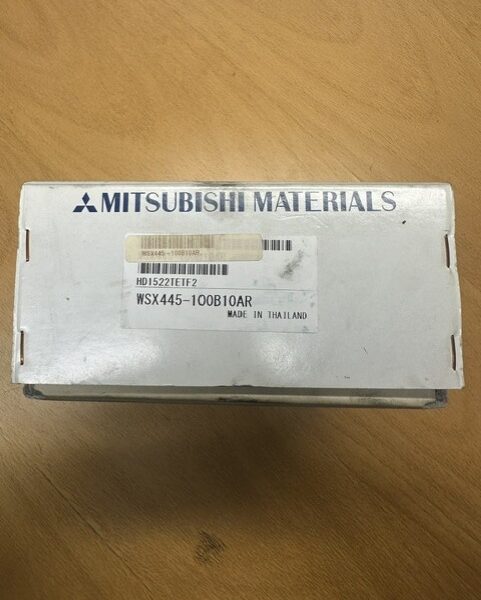 MITSUBISHI MATERIALS
WSX445-100B10AR
HD1522TETF2
WSX445-100B10AR
MADE IN THAILAND